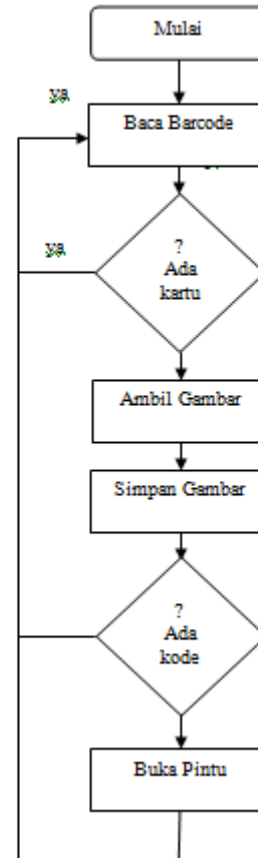 Mulai
ya
Baca Barcode
ya
?
Ada
kartu
Ambil Gambar
Simpan Gambar
?
Ada
kode
Buka Pintu